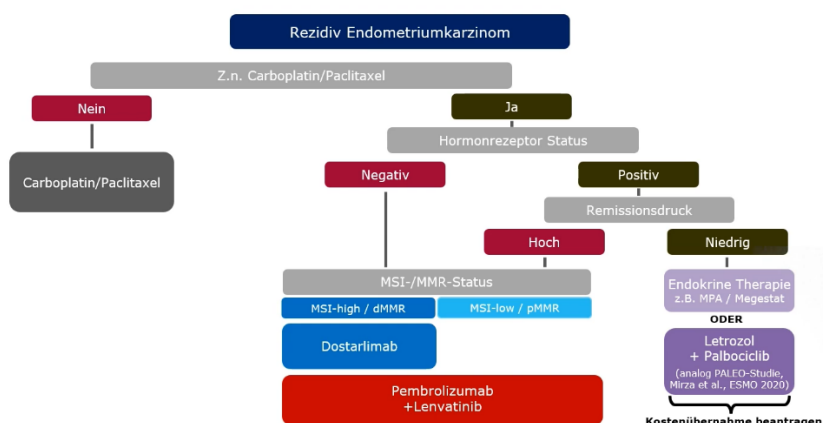 Rezidiv Endometriumkarzinom
Z.n. Carboplatin/Paclitaxel
Nein
Ja
Carboplatin/Paclitaxel
Hormonrezeptor Status
Negativ
Positiv
Remissionsdruck
Hoch
Niedrig
MSI-/MMR-Status
MSI-high / dMMR
MSI-low / pMMR
Dostarlimab
Pembrolizumab
+Lenvatinib
Endokrine Therapie
z.B. MPA / Megestat
ODER
Letrozol
+ Palbociclib
(analog PALEO-Studie,
Mirza et al., ESMO 2020)
Kostenübernahme beantragen